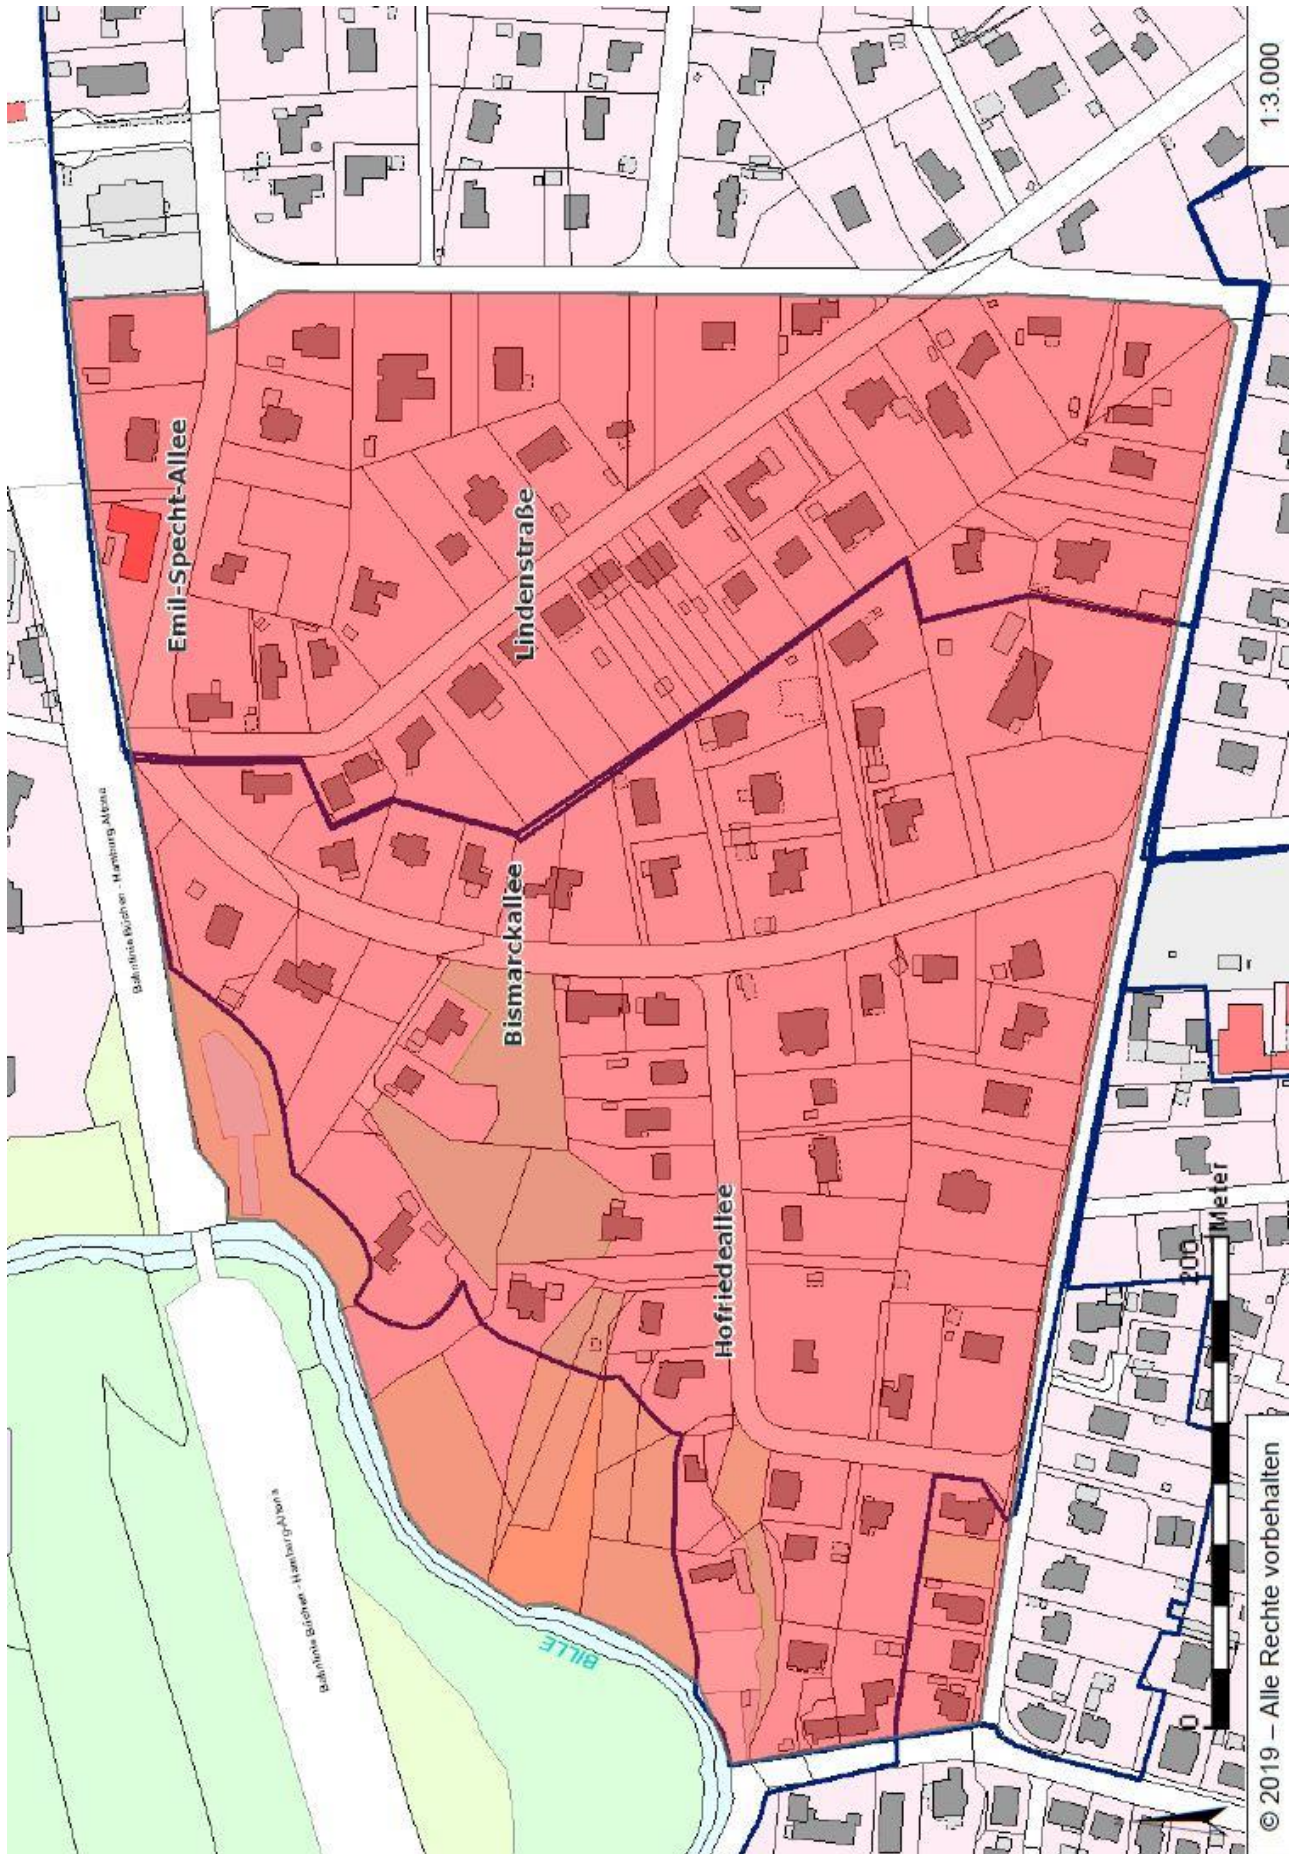 Bahnlinie Büchen - Hamburg-Altona
Bahnlinie Büchen - Hamburg-Altona
BILLE
Emil-Specht-Allee
Lindenstraße
Bismarckallee
Hofriedeallee
0 200
Meter
© 2019 – Alle Rechte vorbehalten
1:3.000